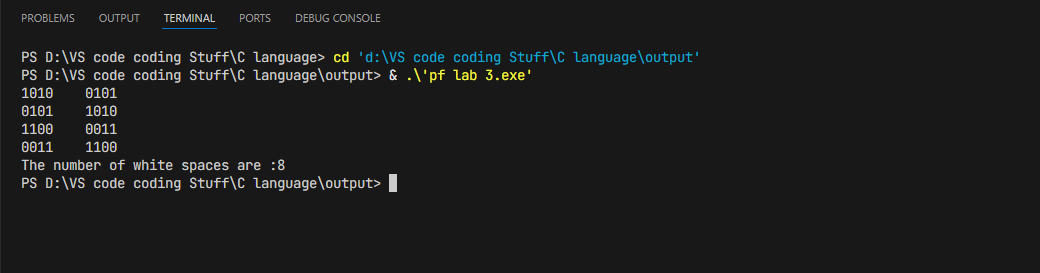 PROBLEMS OUTPUT TERMINAL PORTS DEBUG CONSOLE
PS D:\VS code coding Stuff\C language> cd 'd:\VS code coding Stuff\C language\output'
PS D:\VS code coding Stuff\C language\output> & .\'pf lab 3.exe'
1010    0101
0101    1010
1100    0011
0011    1100
The number of white spaces are :8
PS D:\VS code coding Stuff\C language\output>